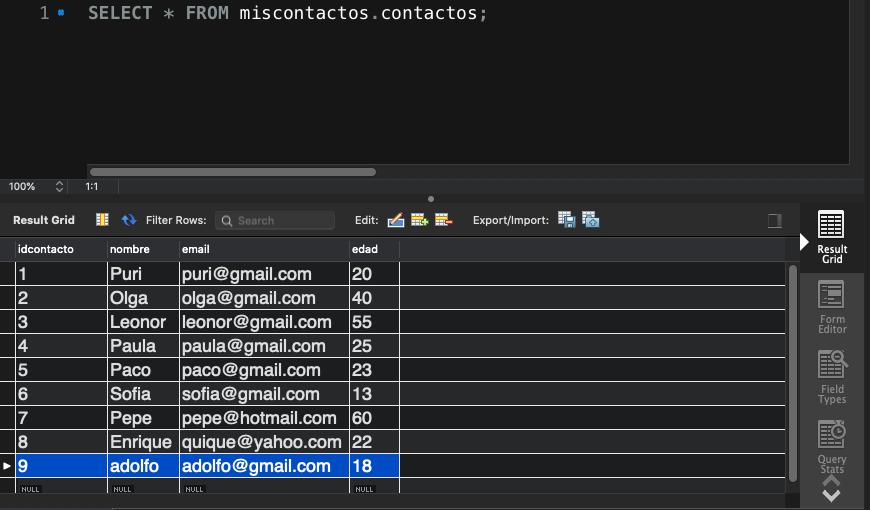 1 SELECT * FROM miscontactos.contactos;
100% 1:1
Result Grid Filter Rows: Search Edit: Export/Import:
idcontacto nombre email edad
1 Puri puri@gmail.com 20
2 Olga olga@gmail.com 40
3 Leonor leonor@gmail.com 55
4 Paula paula@gmail.com 25
5 Paco paco@gmail.com 23
6 Sofia sofia@gmail.com 13
7 Pepe pepe@hotmail.com 60
8 Enrique quique@yahoo.com 22
9 adolfo adolfo@gmail.com 18
NULL NULL NULL NULL
Result
Grid
Form
Editor
Field
Types
Query
Stats